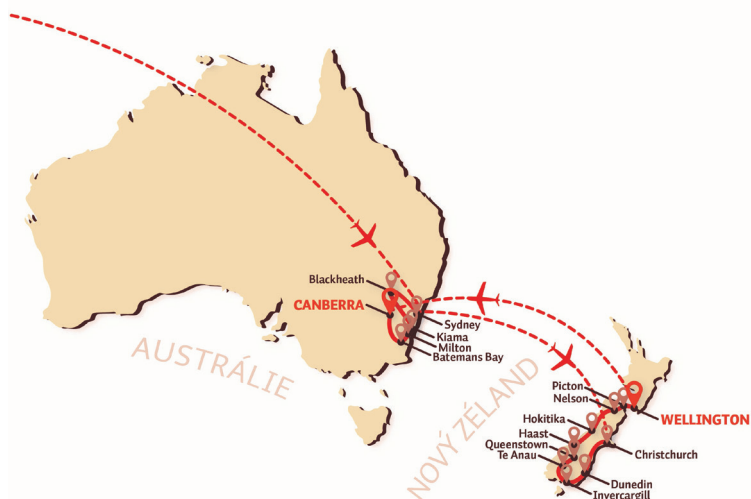 Blackheath
CANBERRA
Sydney
Kiama
Milton
Batemans Bay
AUSTRÁLIE
NOVÝ ZÉLAND
Picton
Nelson
WELLINGTON
Hokitika
Haast
Queenstown
Te Anau
Christchurch
Dunedin
Invercargill